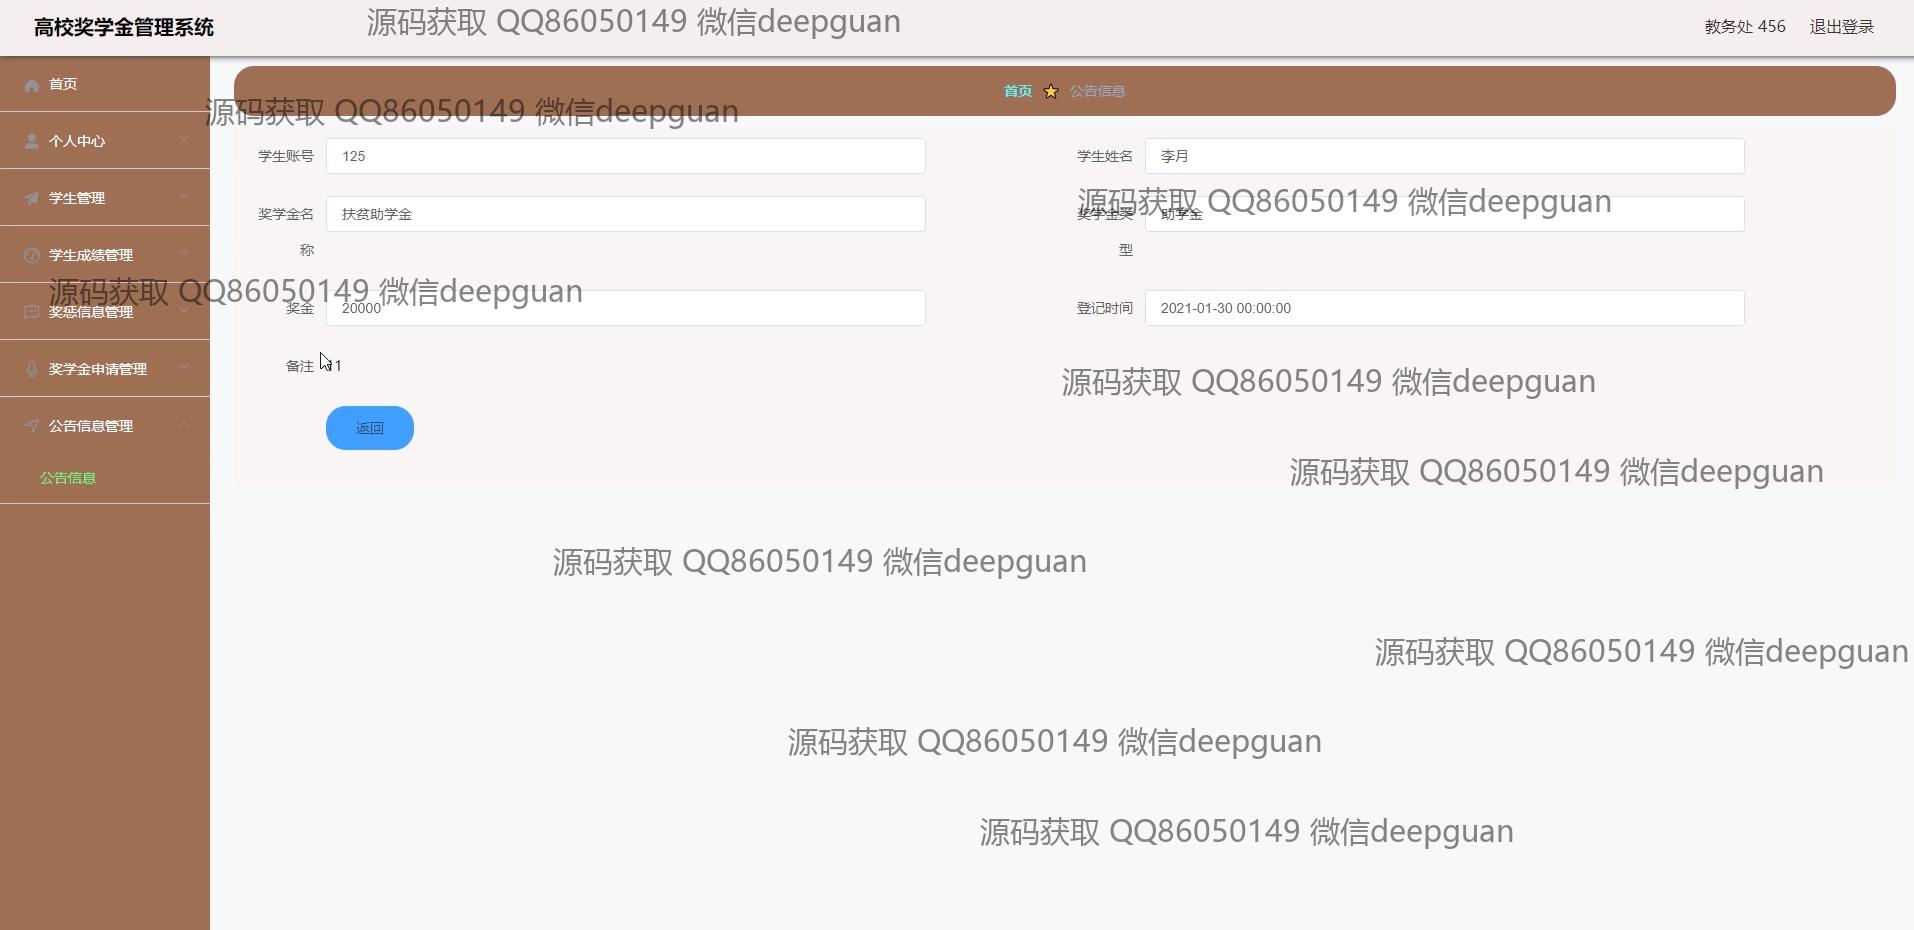 高校奖学金管理系统
源码获取 QQ86050149 微信deepguan
教务处 456
退出登录
首页
首页
公告信息
源码获取 QQ86050149 微信deepguan
个人中心
学生账号
125
学生姓名
李月
学生管理
源码获取 QQ86050149 微信deepguan
奖学金名称
扶贫助学金
奖学金类型
助学金
学生成绩管理
源码获取 QQ86050149 微信deepguan
奖惩信息管理
奖金
20000
登记时间
2021-01-30 00:00:00
奖学金申请管理
备注
11
源码获取 QQ86050149 微信deepguan
公告信息管理
返回
公告信息
源码获取 QQ86050149 微信deepguan
源码获取 QQ86050149 微信deepguan
源码获取 QQ86050149 微信deepguan
源码获取 QQ86050149 微信deepguan
源码获取 QQ86050149 微信deepguan